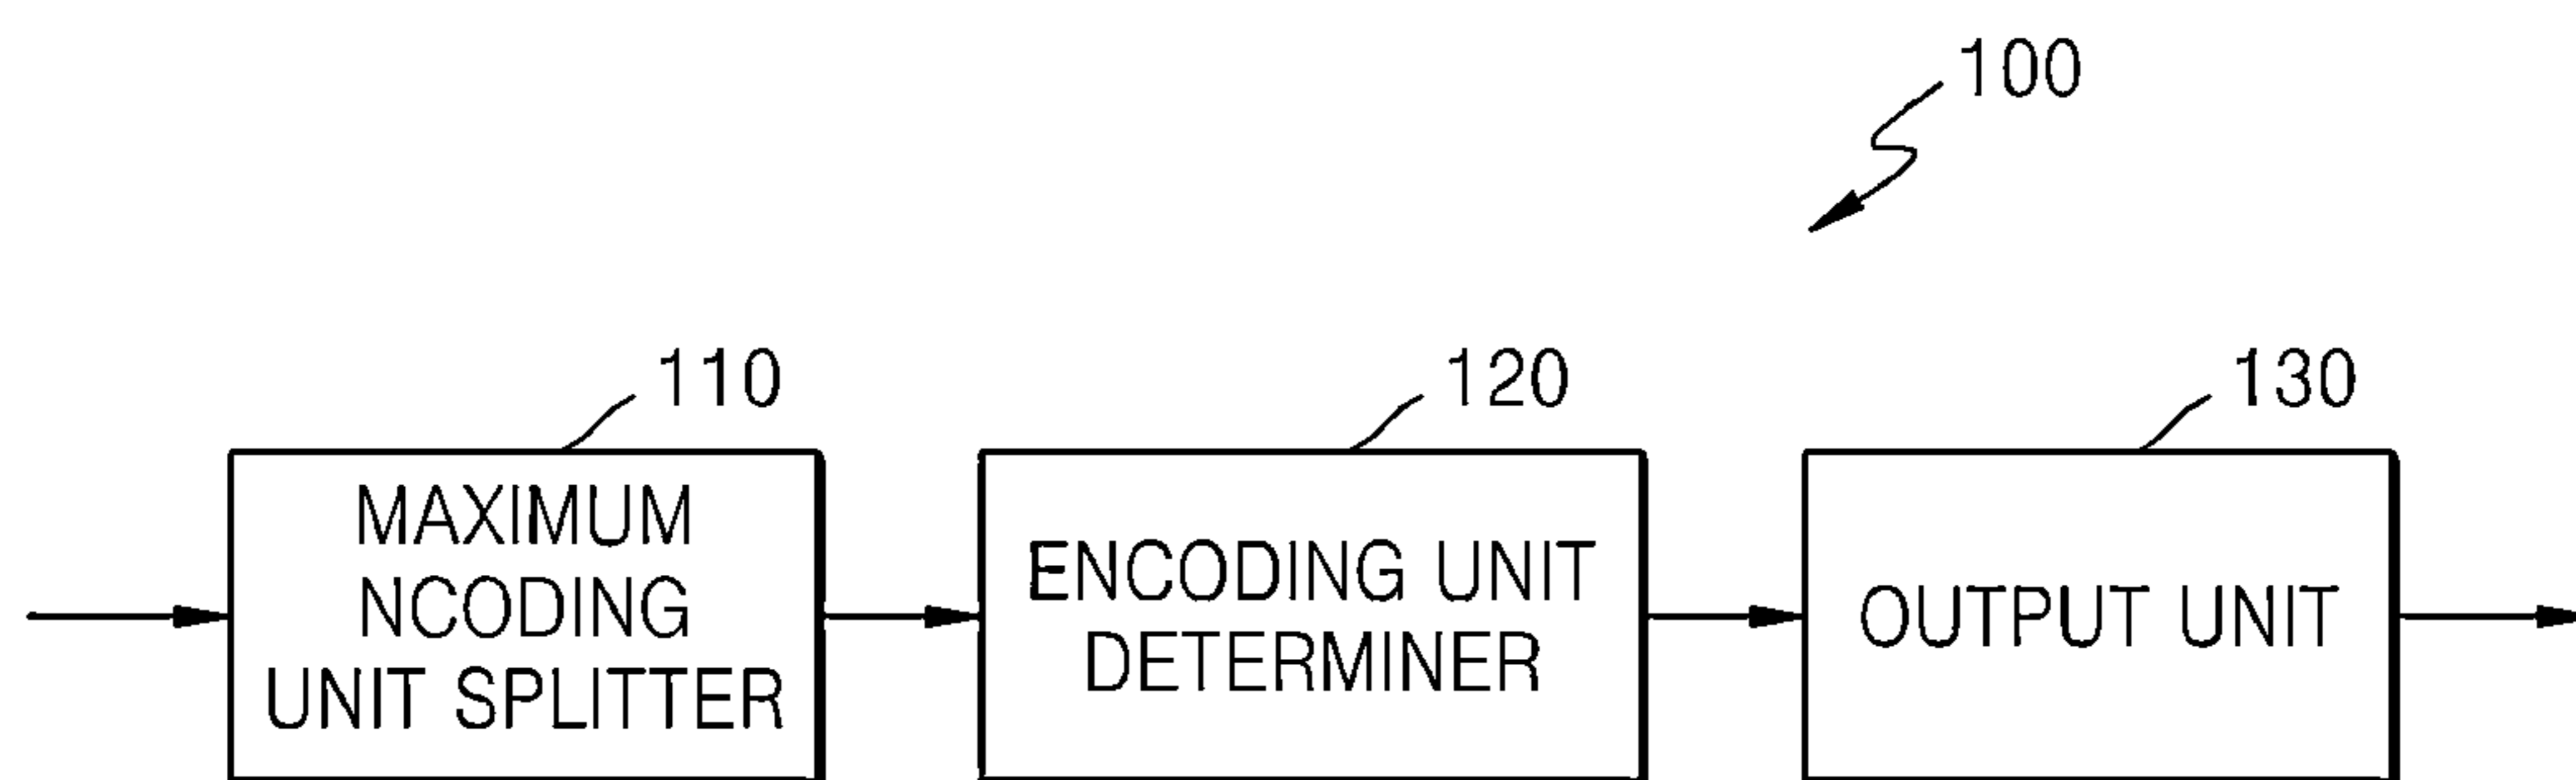 100
110
120
130
MAXIMUM
NCODING
UNIT SPLITTER
ENCODING UNIT
DETERMINER
OUTPUT UNIT